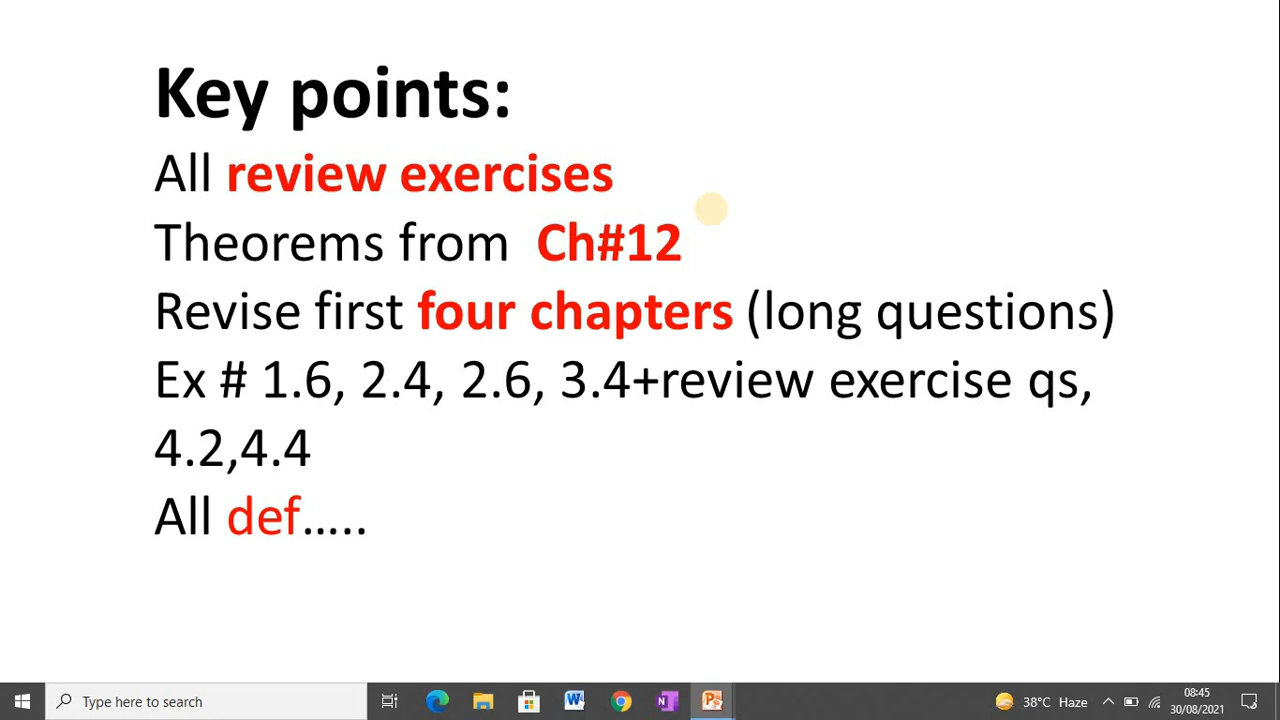 Key points:
All review exercises
Theorems from Ch#12
Revise first four chapters (long questions)
Ex # 1.6, 2.4, 2.6, 3.4+review exercise qs,
4.2,4.4
All def.....
Type here to search
38°C Haze
08:45
30/08/2021